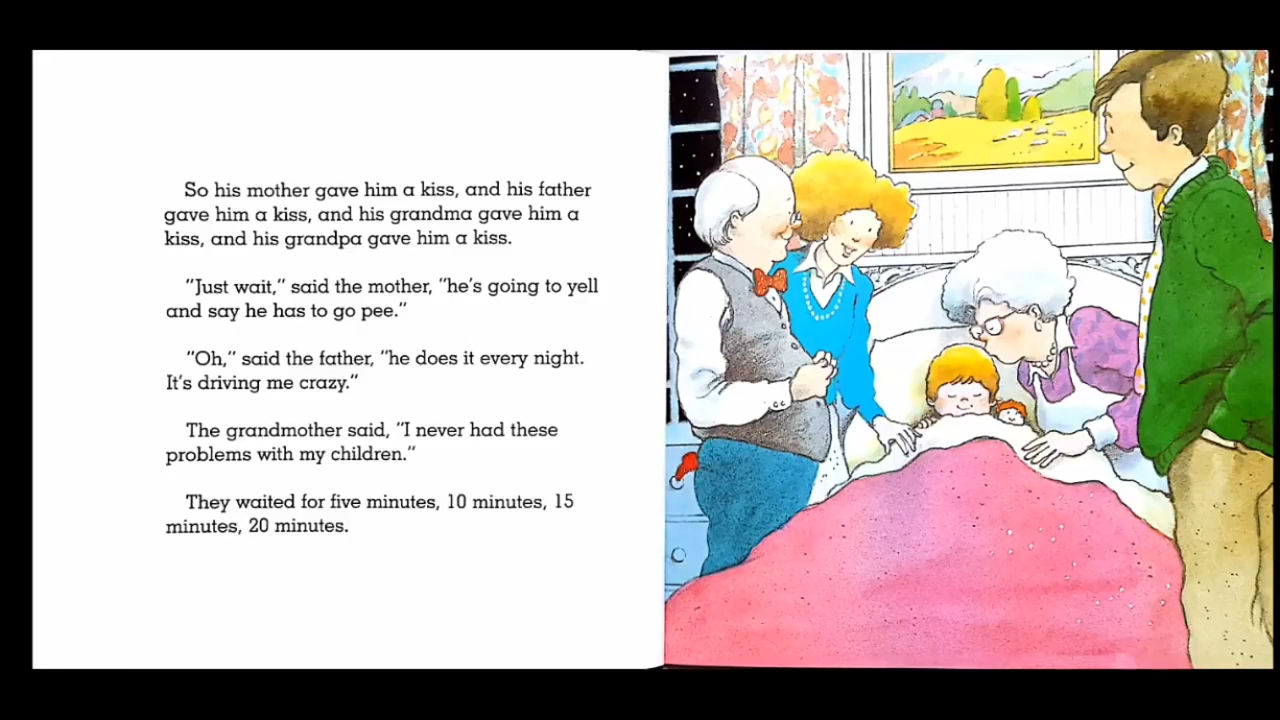 So his mother gave him a kiss, and his father
gave him a kiss, and his grandma gave him a
kiss, and his grandpa gave him a kiss.
"Just wait," said the mother, "he's going to yell
and say he has to go pee."
"Oh," said the father, "he does it every night.
It's driving me crazy."
The grandmother said, "I never had these
problems with my children."
They waited for five minutes, 10 minutes, 15
minutes, 20 minutes.